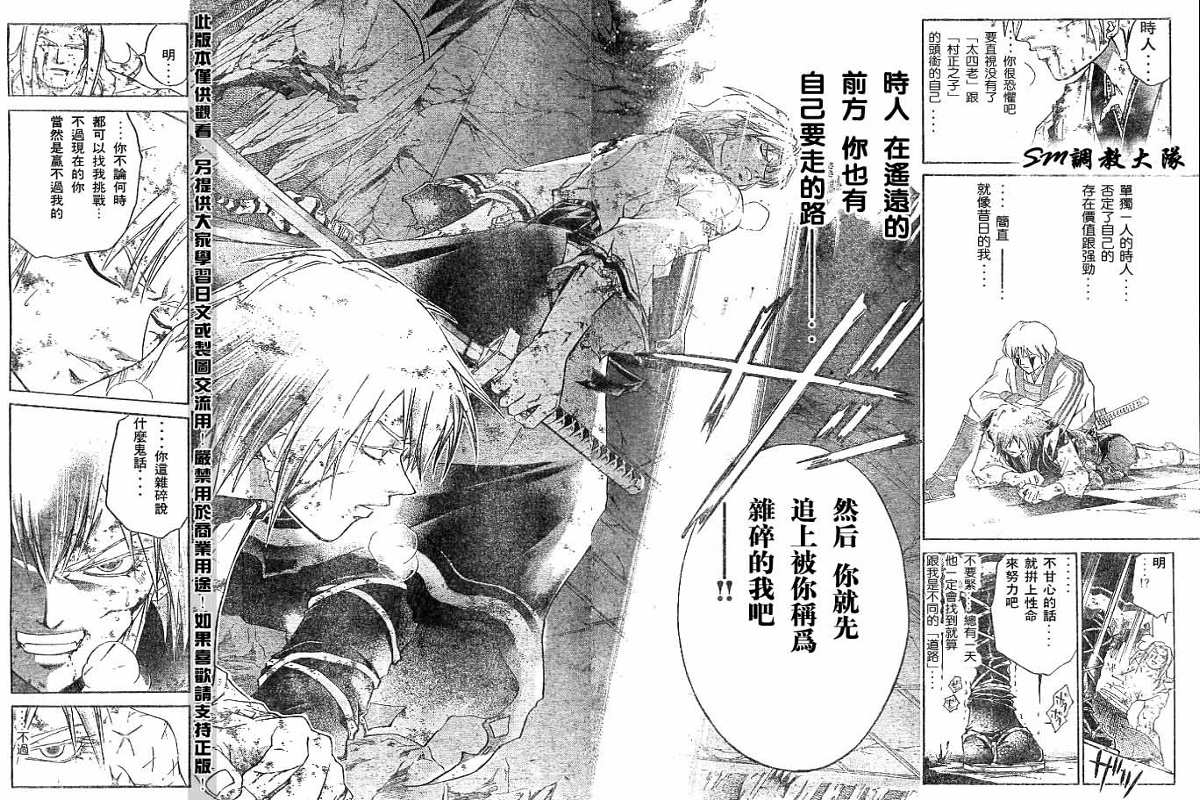 時人....
....你很恐懼吧
要直視没有了
「太四老」跟
「村正之子」
的頭銜的自己....
SM調教大隊
單獨一人的時人....
否定了自己的
存在價值跟强勁....
....簡直——
就像昔日的我....
明....!?
不甘心的話....
就拚上性命
來努力吧
......
不要緊...總有一天
他一定會找到就算
跟我是不同的「道路」....
時人 在遙遠的
前方 你也有
自己要走的路——..
然后 你就先
追上被你稱爲
雜碎的我吧
——!!
此版本僅供觀看．另提供大家學習日文或製圖交流用！嚴禁用於商業用途！如果喜歡請支持正版！
明....
....你不論何時
都可以找我挑戰...
不過現在的你
當然是贏不過我的
....你這雜碎說
什麼鬼話....
不過